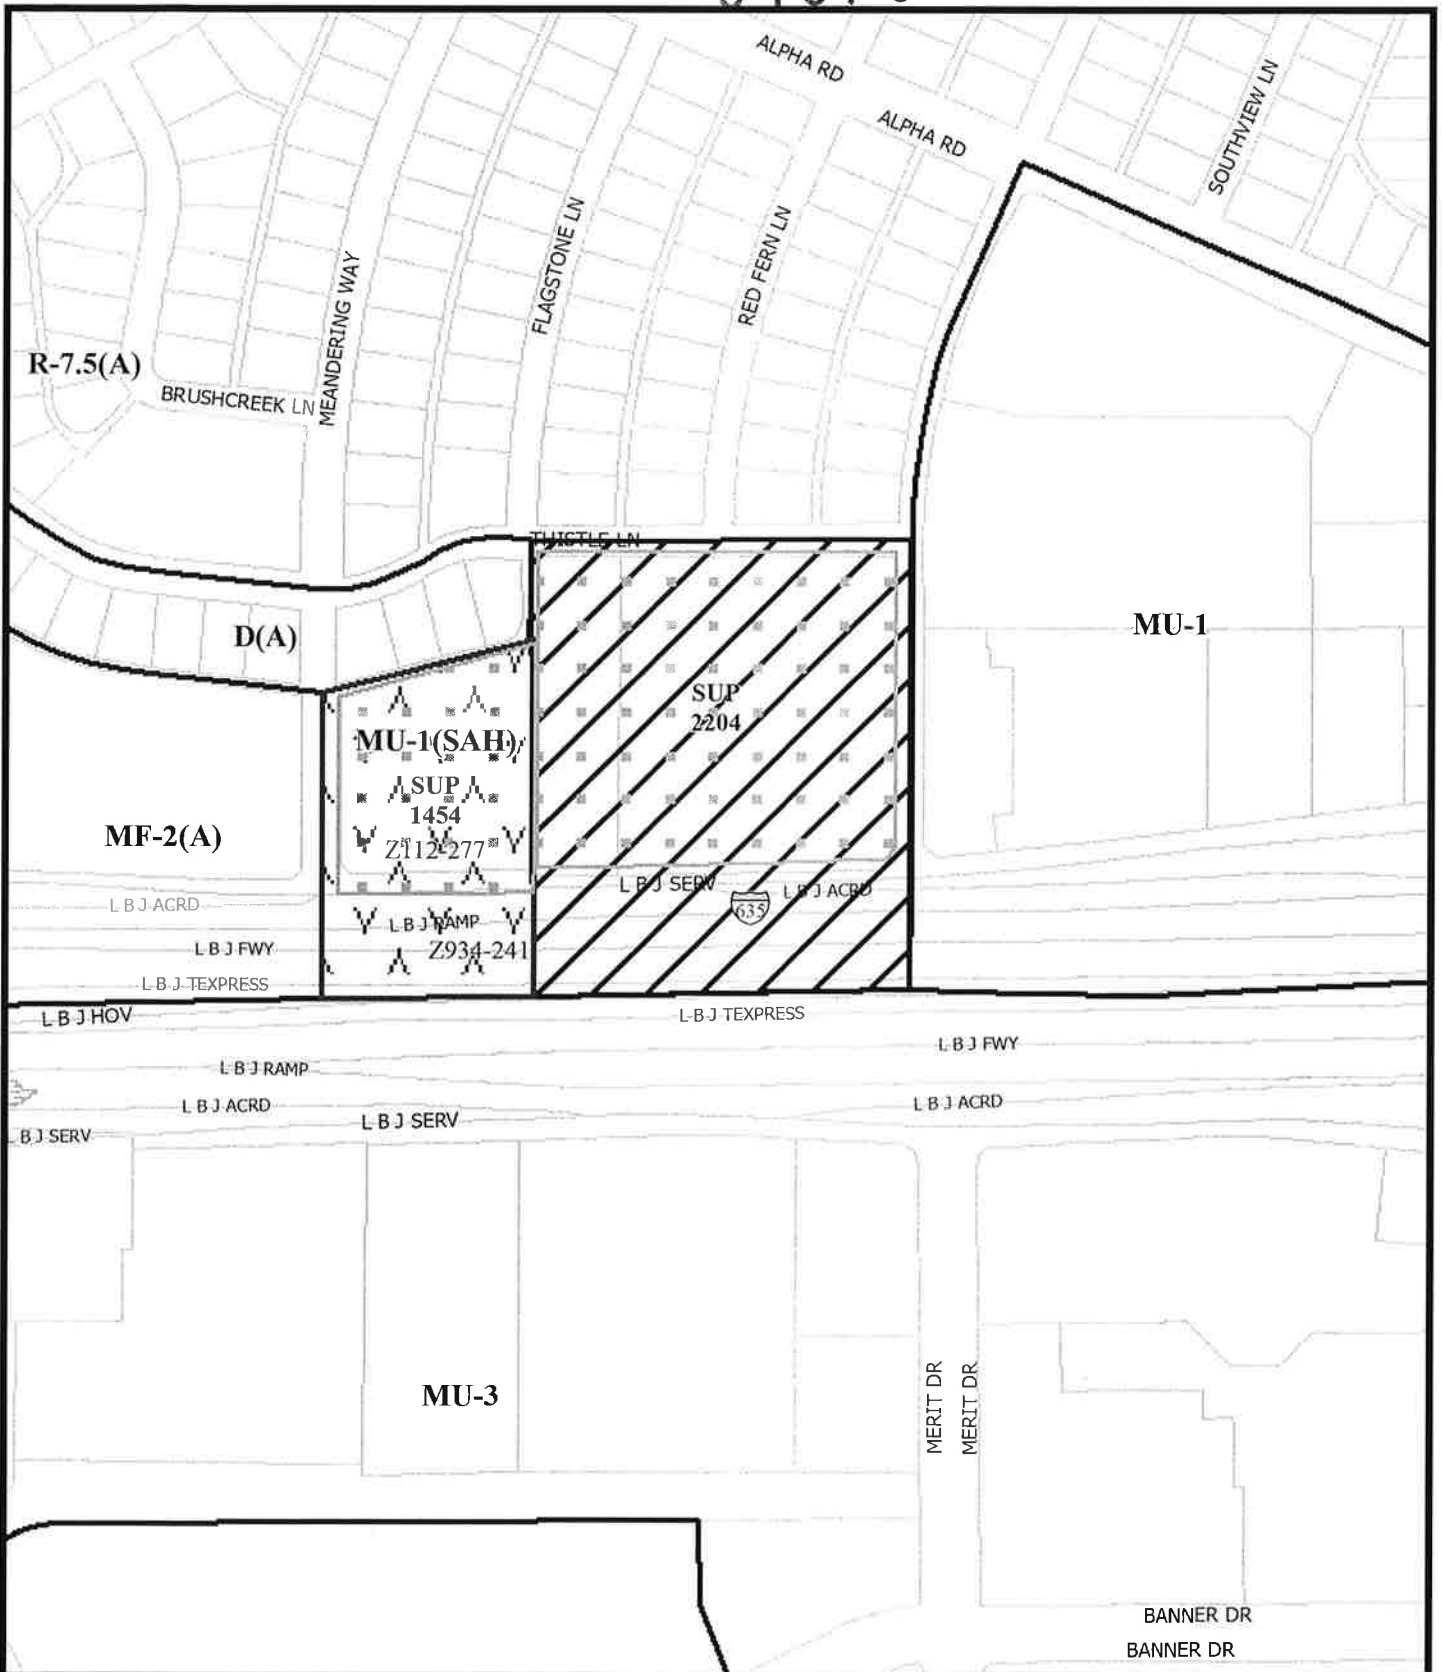 ALPHA RD
ALPHA RD
SOUTHVIEW LN
FLAGSTONE LN
RED FERN LN
MEANDERING WAY
R-7.5(A)
BRUSHCREEK LN
THISTLE LN
D(A)
MU-1
SUP
2204
MU-1(SAH)
SUP
1454
Z112-277
MF-2(A)
L B J SERV
L B J ACRD
635
L B J ACRD
L B J RAMP
L B J FWY
Z934-241
L B J TEXPRESS
L B J HOV
L B J TEXPRESS
L B J FWY
L B J RAMP
L B J ACRD
L B J ACRD
L B J SERV
B J SERV
MU-3
MERIT DR
MERIT DR
BANNER DR
BANNER DR